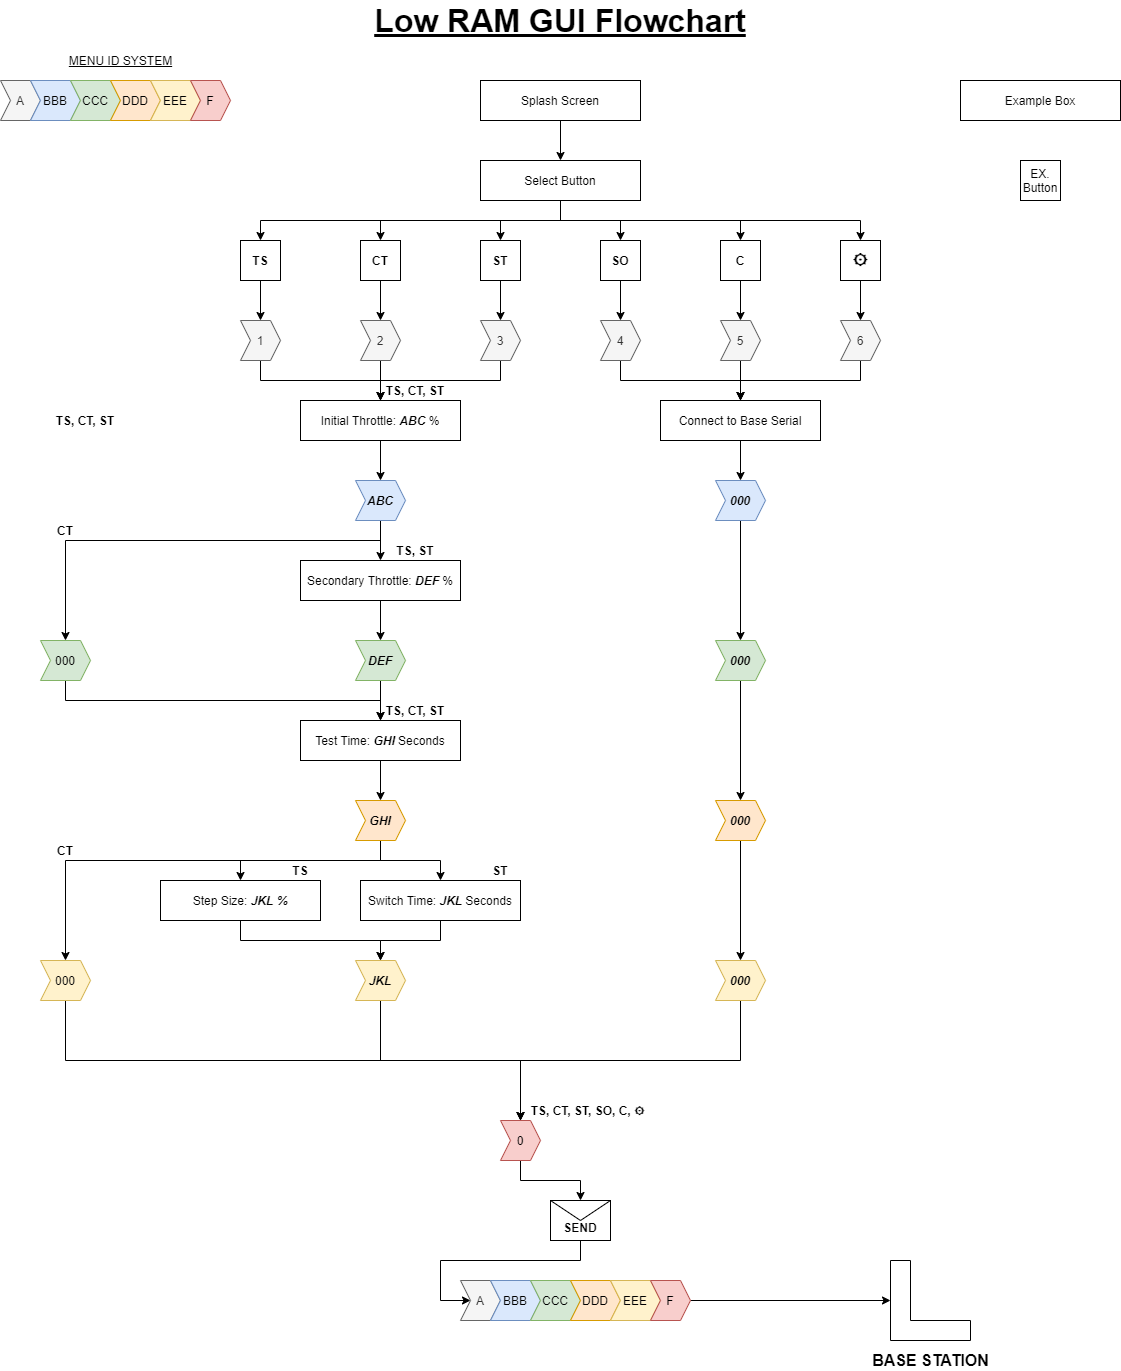 Low RAM GUI Flowchart
MENU ID SYSTEM
A BBB CCC DDD EEE F
Splash Screen
Example Box
Select Button
EX.
Button
TS CT ST SO C ⚙
1 2 3 4 5 6
TS, CT, ST
TS, CT, ST
Initial Throttle: ABC %
Connect to Base Serial
ABC
000
CT
TS, ST
Secondary Throttle: DEF %
000
DEF
000
TS, CT, ST
Test Time: GHI Seconds
GHI
000
CT
TS
ST
Step Size: JKL %
Switch Time: JKL Seconds
000
JKL
000
TS, CT, ST, SO, C, ⚙
0
SEND
A BBB CCC DDD EEE F
BASE STATION